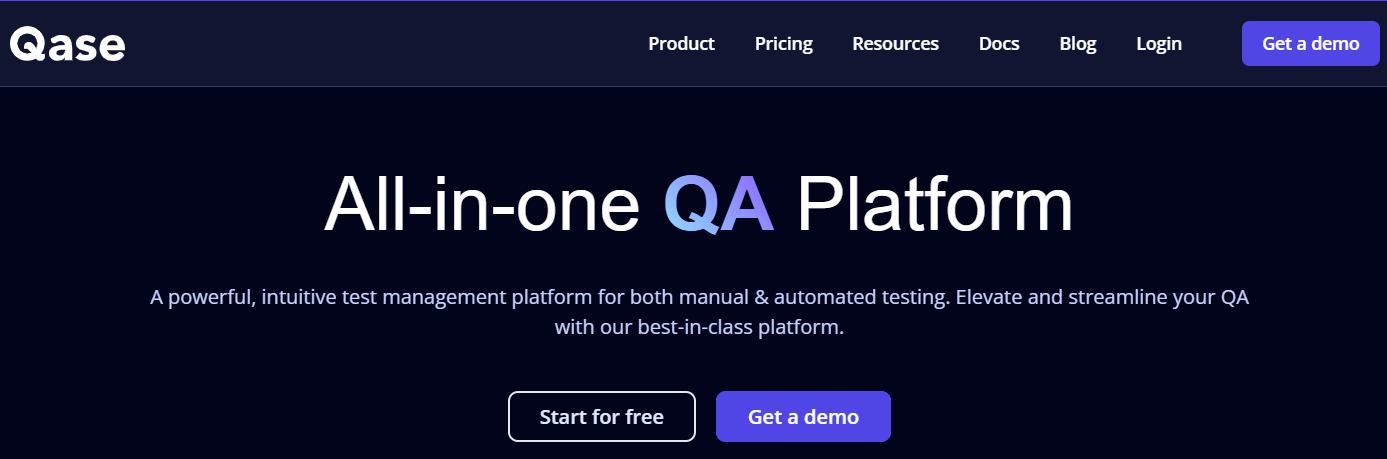 Qase
Product Pricing Resources Docs Blog Login Get a demo
All-in-one QA Platform
A powerful, intuitive test management platform for both manual & automated testing. Elevate and streamline your QA
with our best-in-class platform.
Start for free Get a demo